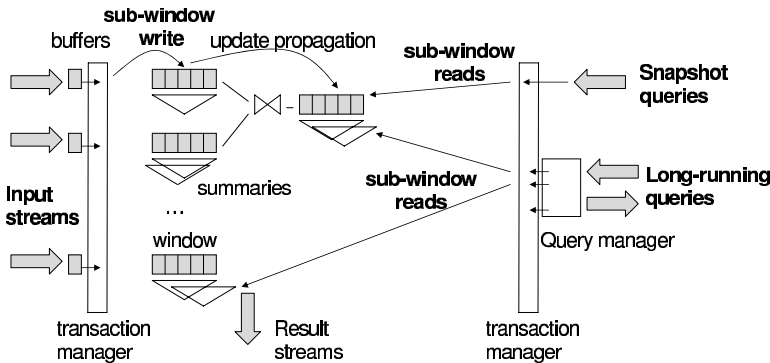 sub-window
write
buffers
update propagation
sub-window
reads
Snapshot
queries
Input
streams
summaries
sub-window
reads
Long-running
queries
...
window
Query manager
transaction
manager
Result
streams
transaction
manager